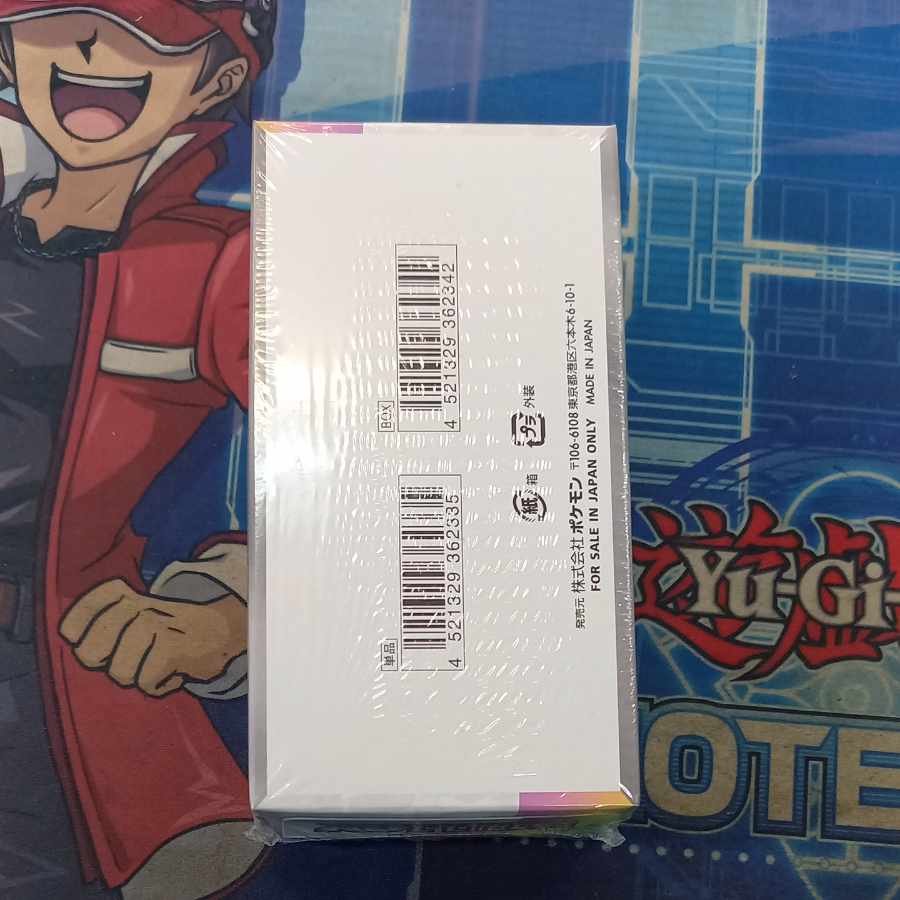 BOX
4 521329 362342
単品
4 521329 362335
プラ 外装
紙 箱
発売元 株式会社 ポケモン 〒106-6108 東京都港区六本木6-10-1
FOR SALE IN JAPAN ONLY MADE IN JAPAN
Yu-Gi-